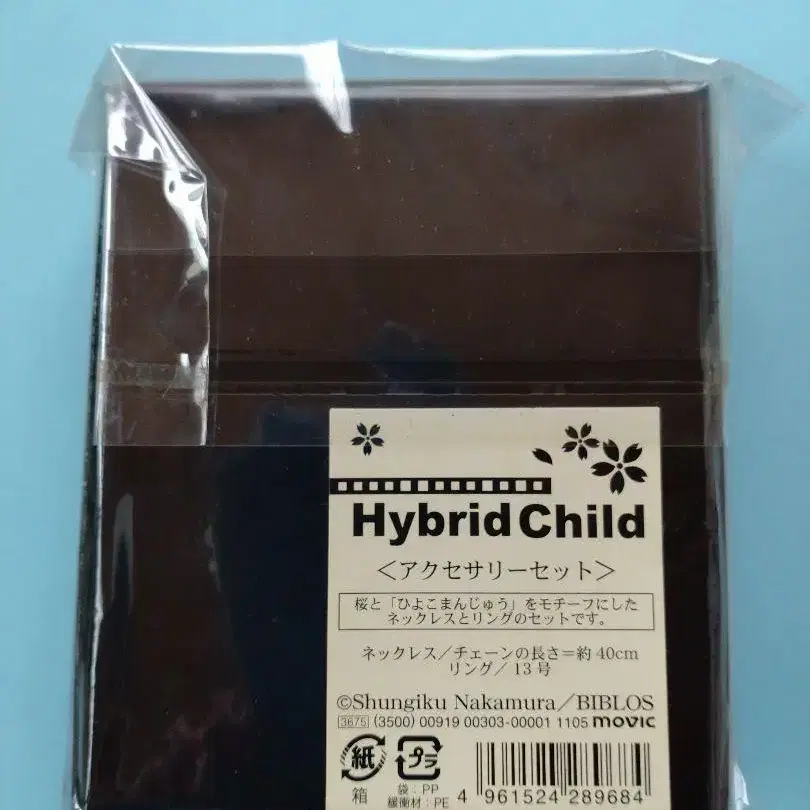 Hybrid Child
＜アクセサリーセット＞
桜と「ひよこまんじゅう」をモチーフにした
ネックレスとリングのセットです。
ネックレス／チェーンの長さ＝約40cm
リング／13号
©Shungiku Nakamura／BIBLOS
3675 (3500) 00919 00303-00001 1105 movic
紙 プラ
箱 袋：PP
緩衝材：PE
4 961524 289684